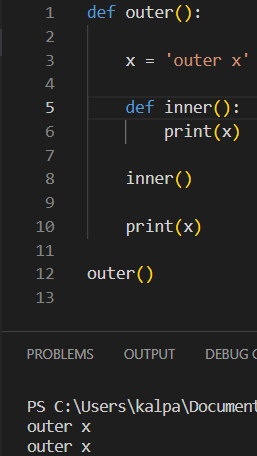 1 def outer():
2
3 x = 'outer x'
4
5 def inner():
6 print(x)
7
8 inner()
9
10 print(x)
11
12 outer()
13
PROBLEMS OUTPUT DEBUG C
PS C:\Users\kalpa\Document
outer x
outer x